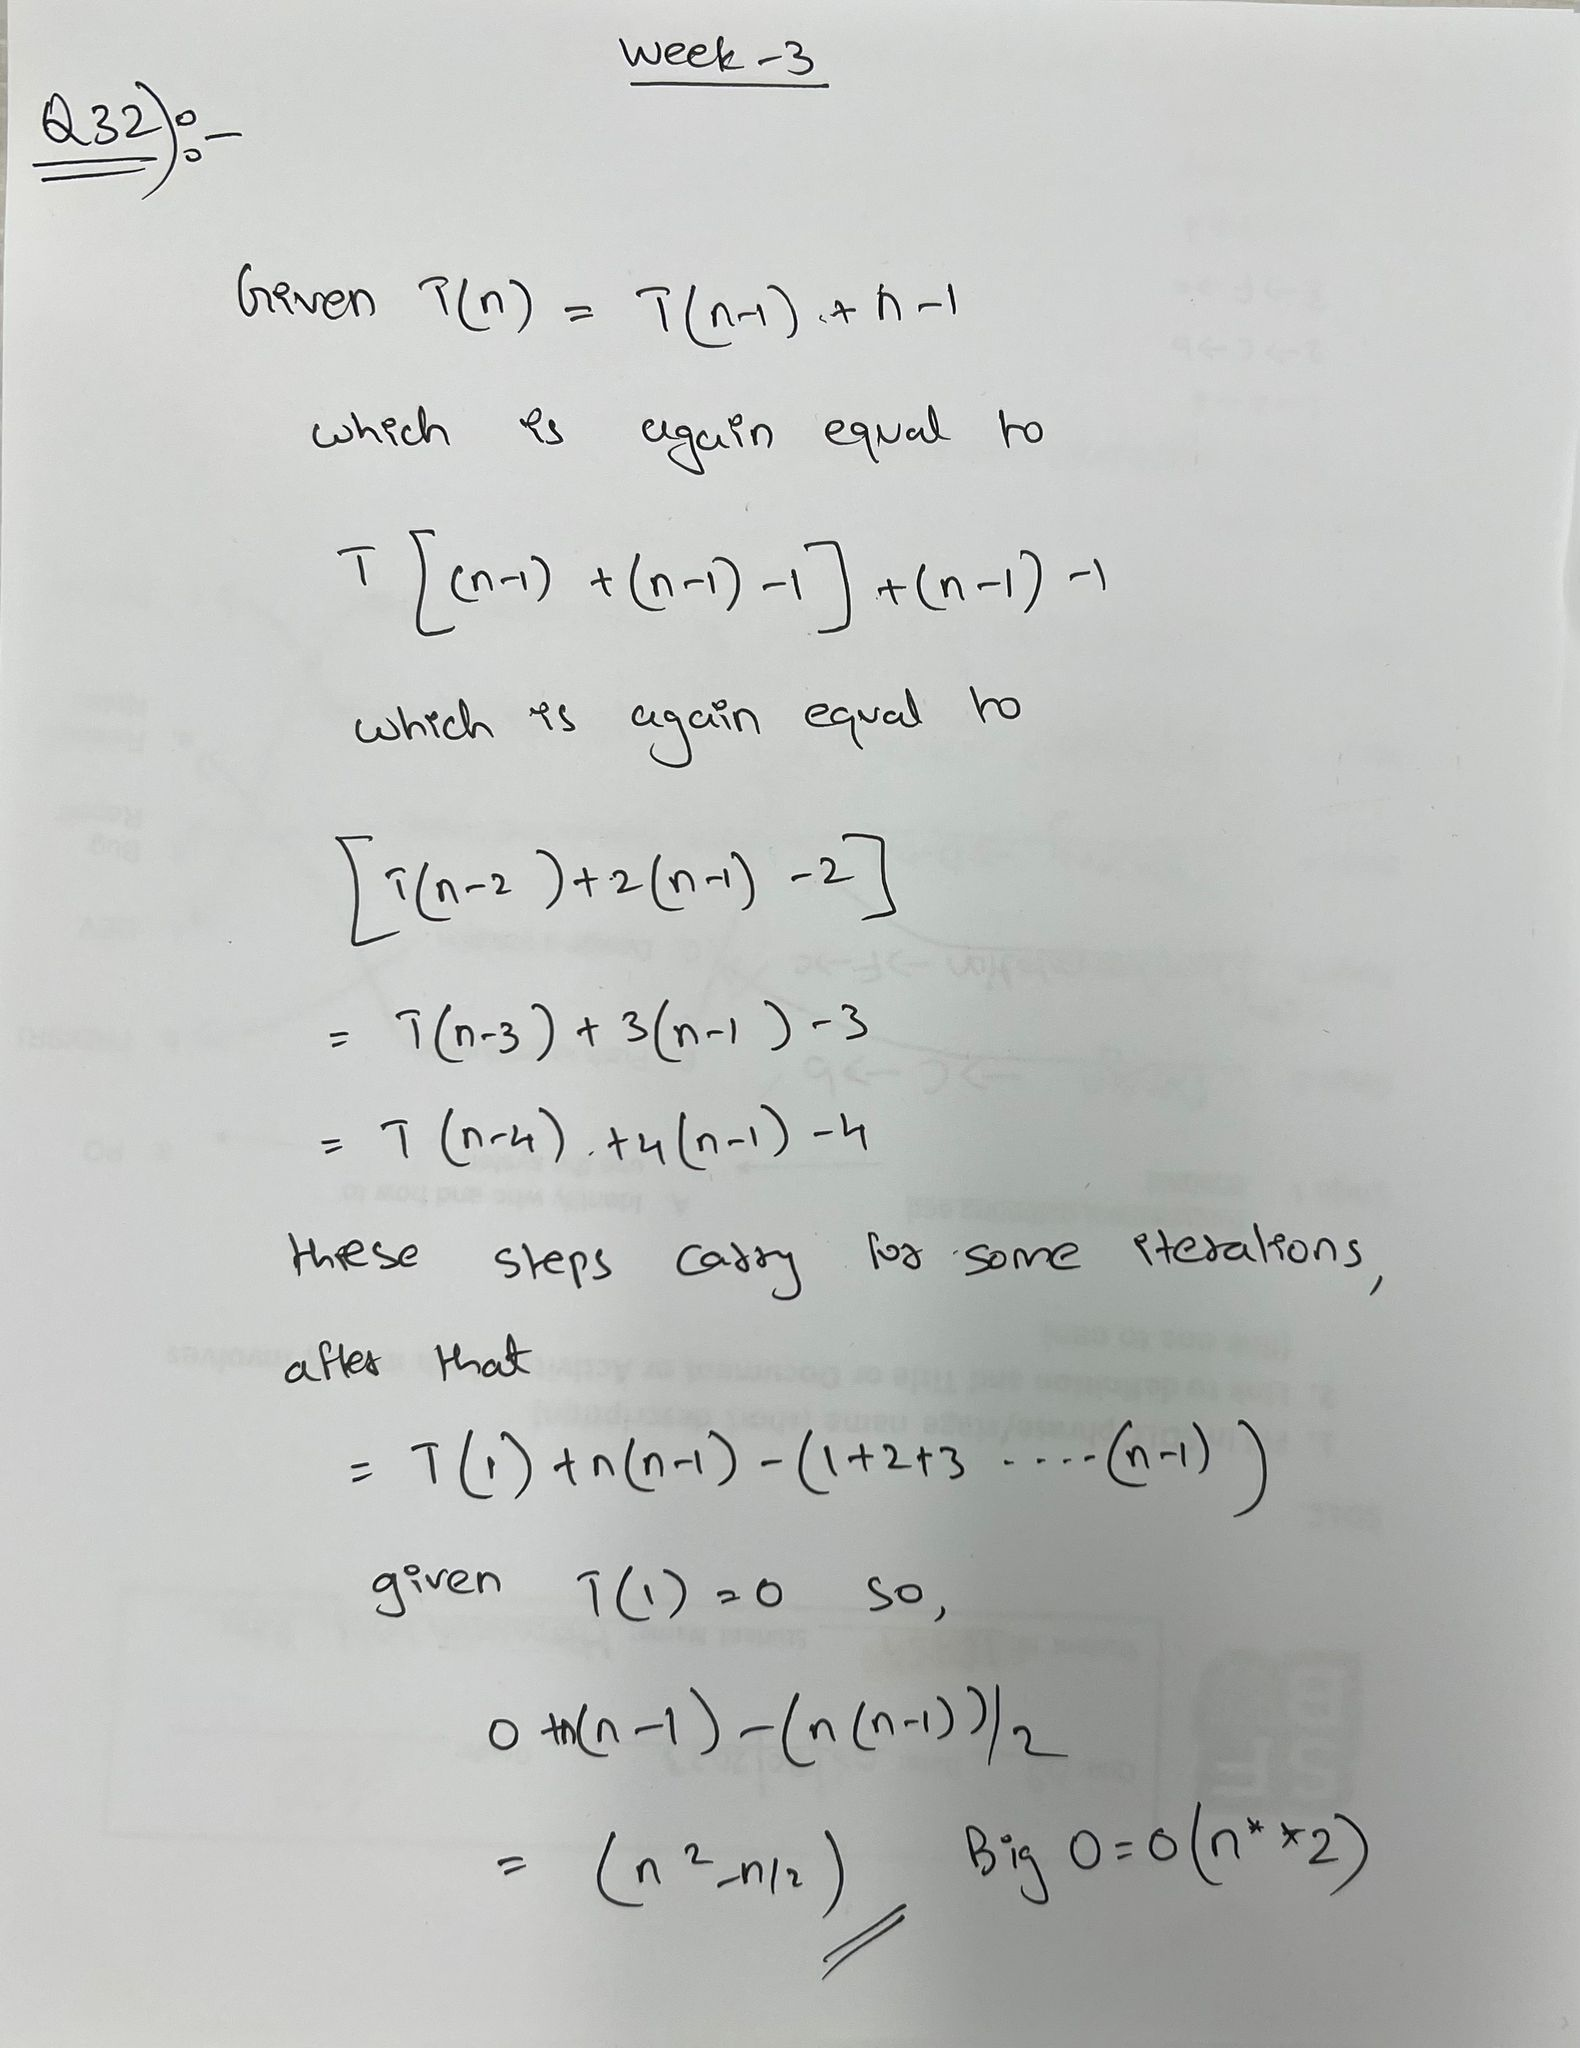 Week-3
Q32):-
Given T(n) = T(n-1) + n-1
which is again equal to
T [(n-1) + (n-1) -1] + (n-1) -1
which is again equal to
[T(n-2) + 2(n-1) -2]
= T(n-3) + 3(n-1) -3
= T(n-4) + 4(n-1) -4
these steps carry for some iterations,
after that
= T(1) + n(n-1) - (1+2+3 ....(n-1))
given T(1) = 0 so,
0 +n(n-1) - (n(n-1))/2
= (n²-n/2) Big O = O(n**2)